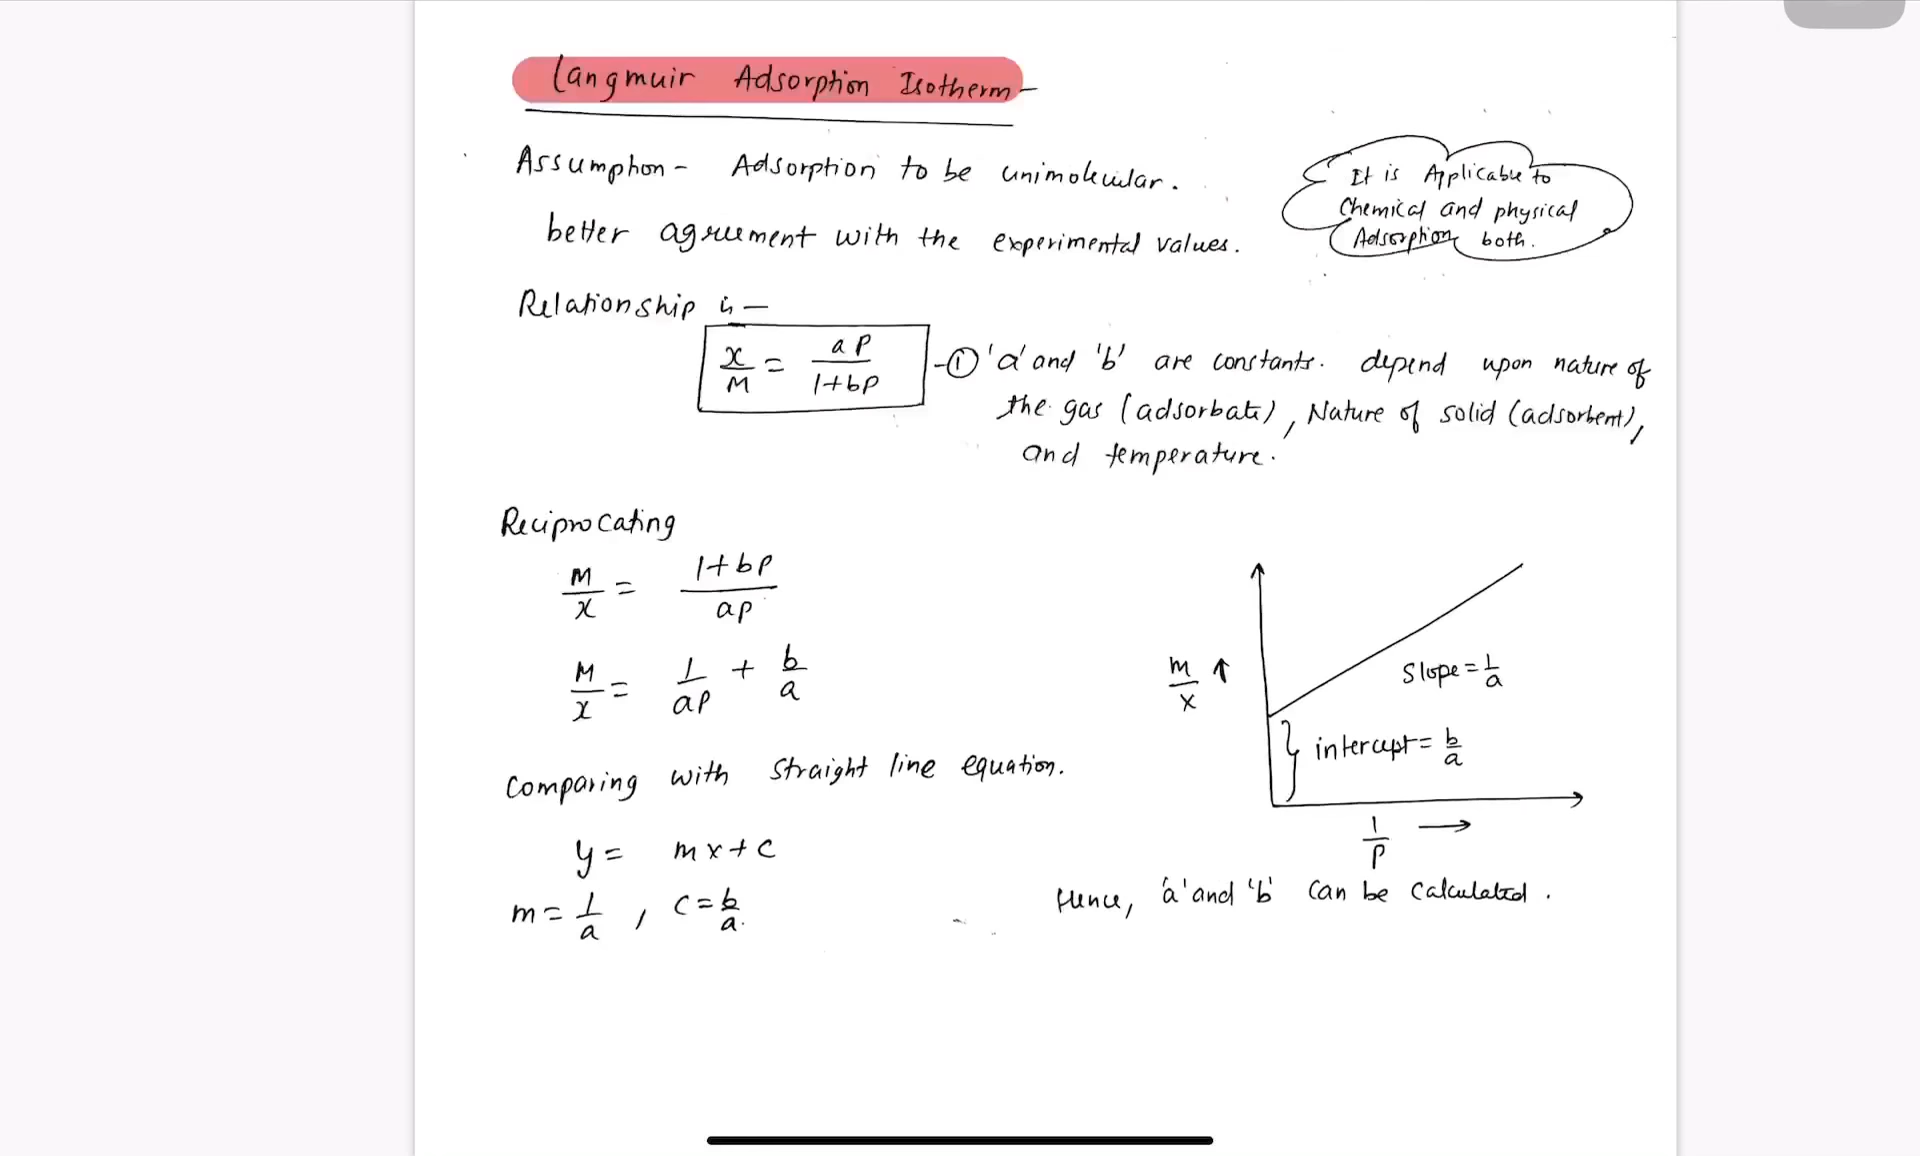 Langmuir Adsorption Isotherm-
Assumption - Adsorption to be unimolecular.
better agreement with the experimental values.
It is Applicable to
Chemical and physical
Adsorption both.
Relationship is —
x/M = aP/1+bP -① 'a' and 'b' are constants. depend upon nature of
the gas (adsorbate), Nature of solid (adsorbent),
and temperature.
Reciprocating
M/x = 1+bP/aP
M/x = 1/aP + b/a
Comparing with straight line equation.
y = mx + c
m = 1/a , c = b/a.
m/x ↑
Slope = 1/a
intercept = b/a
1/P →
Hence, 'a' and 'b' can be calculated.